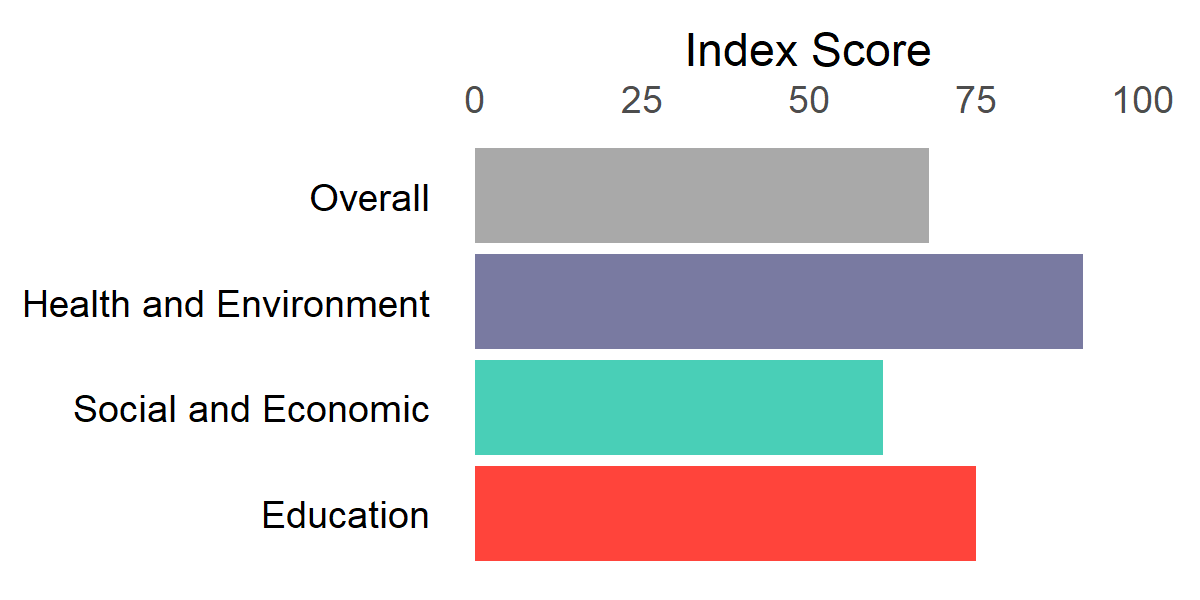 Index Score
0 25 50 75 100
Overall
Health and Environment
Social and Economic
Education